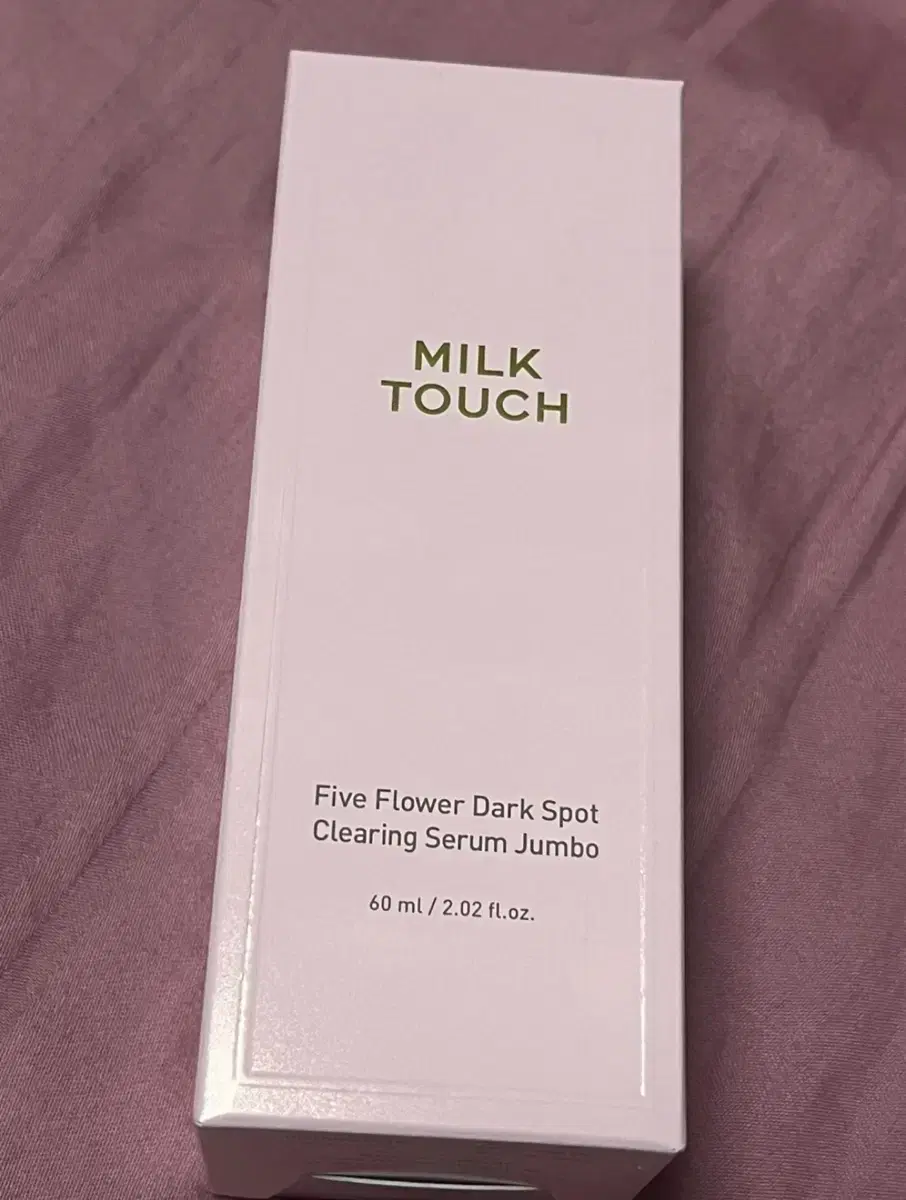 MILK
TOUCH
Five Flower Dark Spot
Clearing Serum Jumbo
60 ml / 2.02 fl.oz.